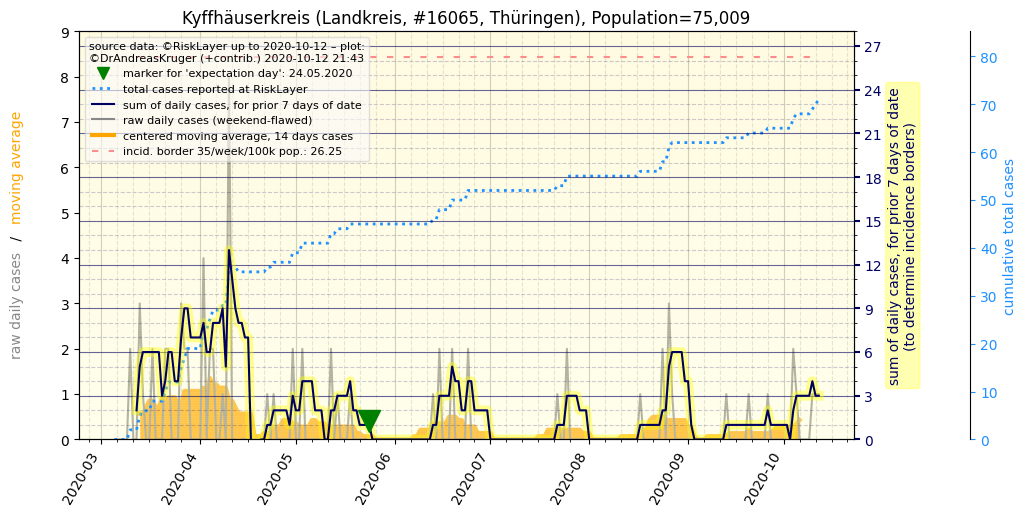 Kyffhäuserkreis (Landkreis, #16065, Thüringen), Population=75,009
source data: ©RiskLayer up to 2020-10-12 – plot:
©DrAndreasKruger (+contrib.) 2020-10-12 21:43
marker for 'expectation day': 24.05.2020
total cases reported at RiskLayer
sum of daily cases, for prior 7 days of date
raw daily cases (weekend-flawed)
centered moving average, 14 days cases
incid. border 35/week/100k pop.: 26.25
raw daily cases / moving average
9
8
7
6
5
4
3
2
1
0
2020-03
2020-04
2020-05
2020-06
2020-07
2020-08
2020-09
2020-10
27
24
21
18
15
12
9
6
3
0
sum of daily cases, for prior 7 days of date
(to determine incidence borders)
80
70
60
50
40
30
20
10
0
cumulative total cases